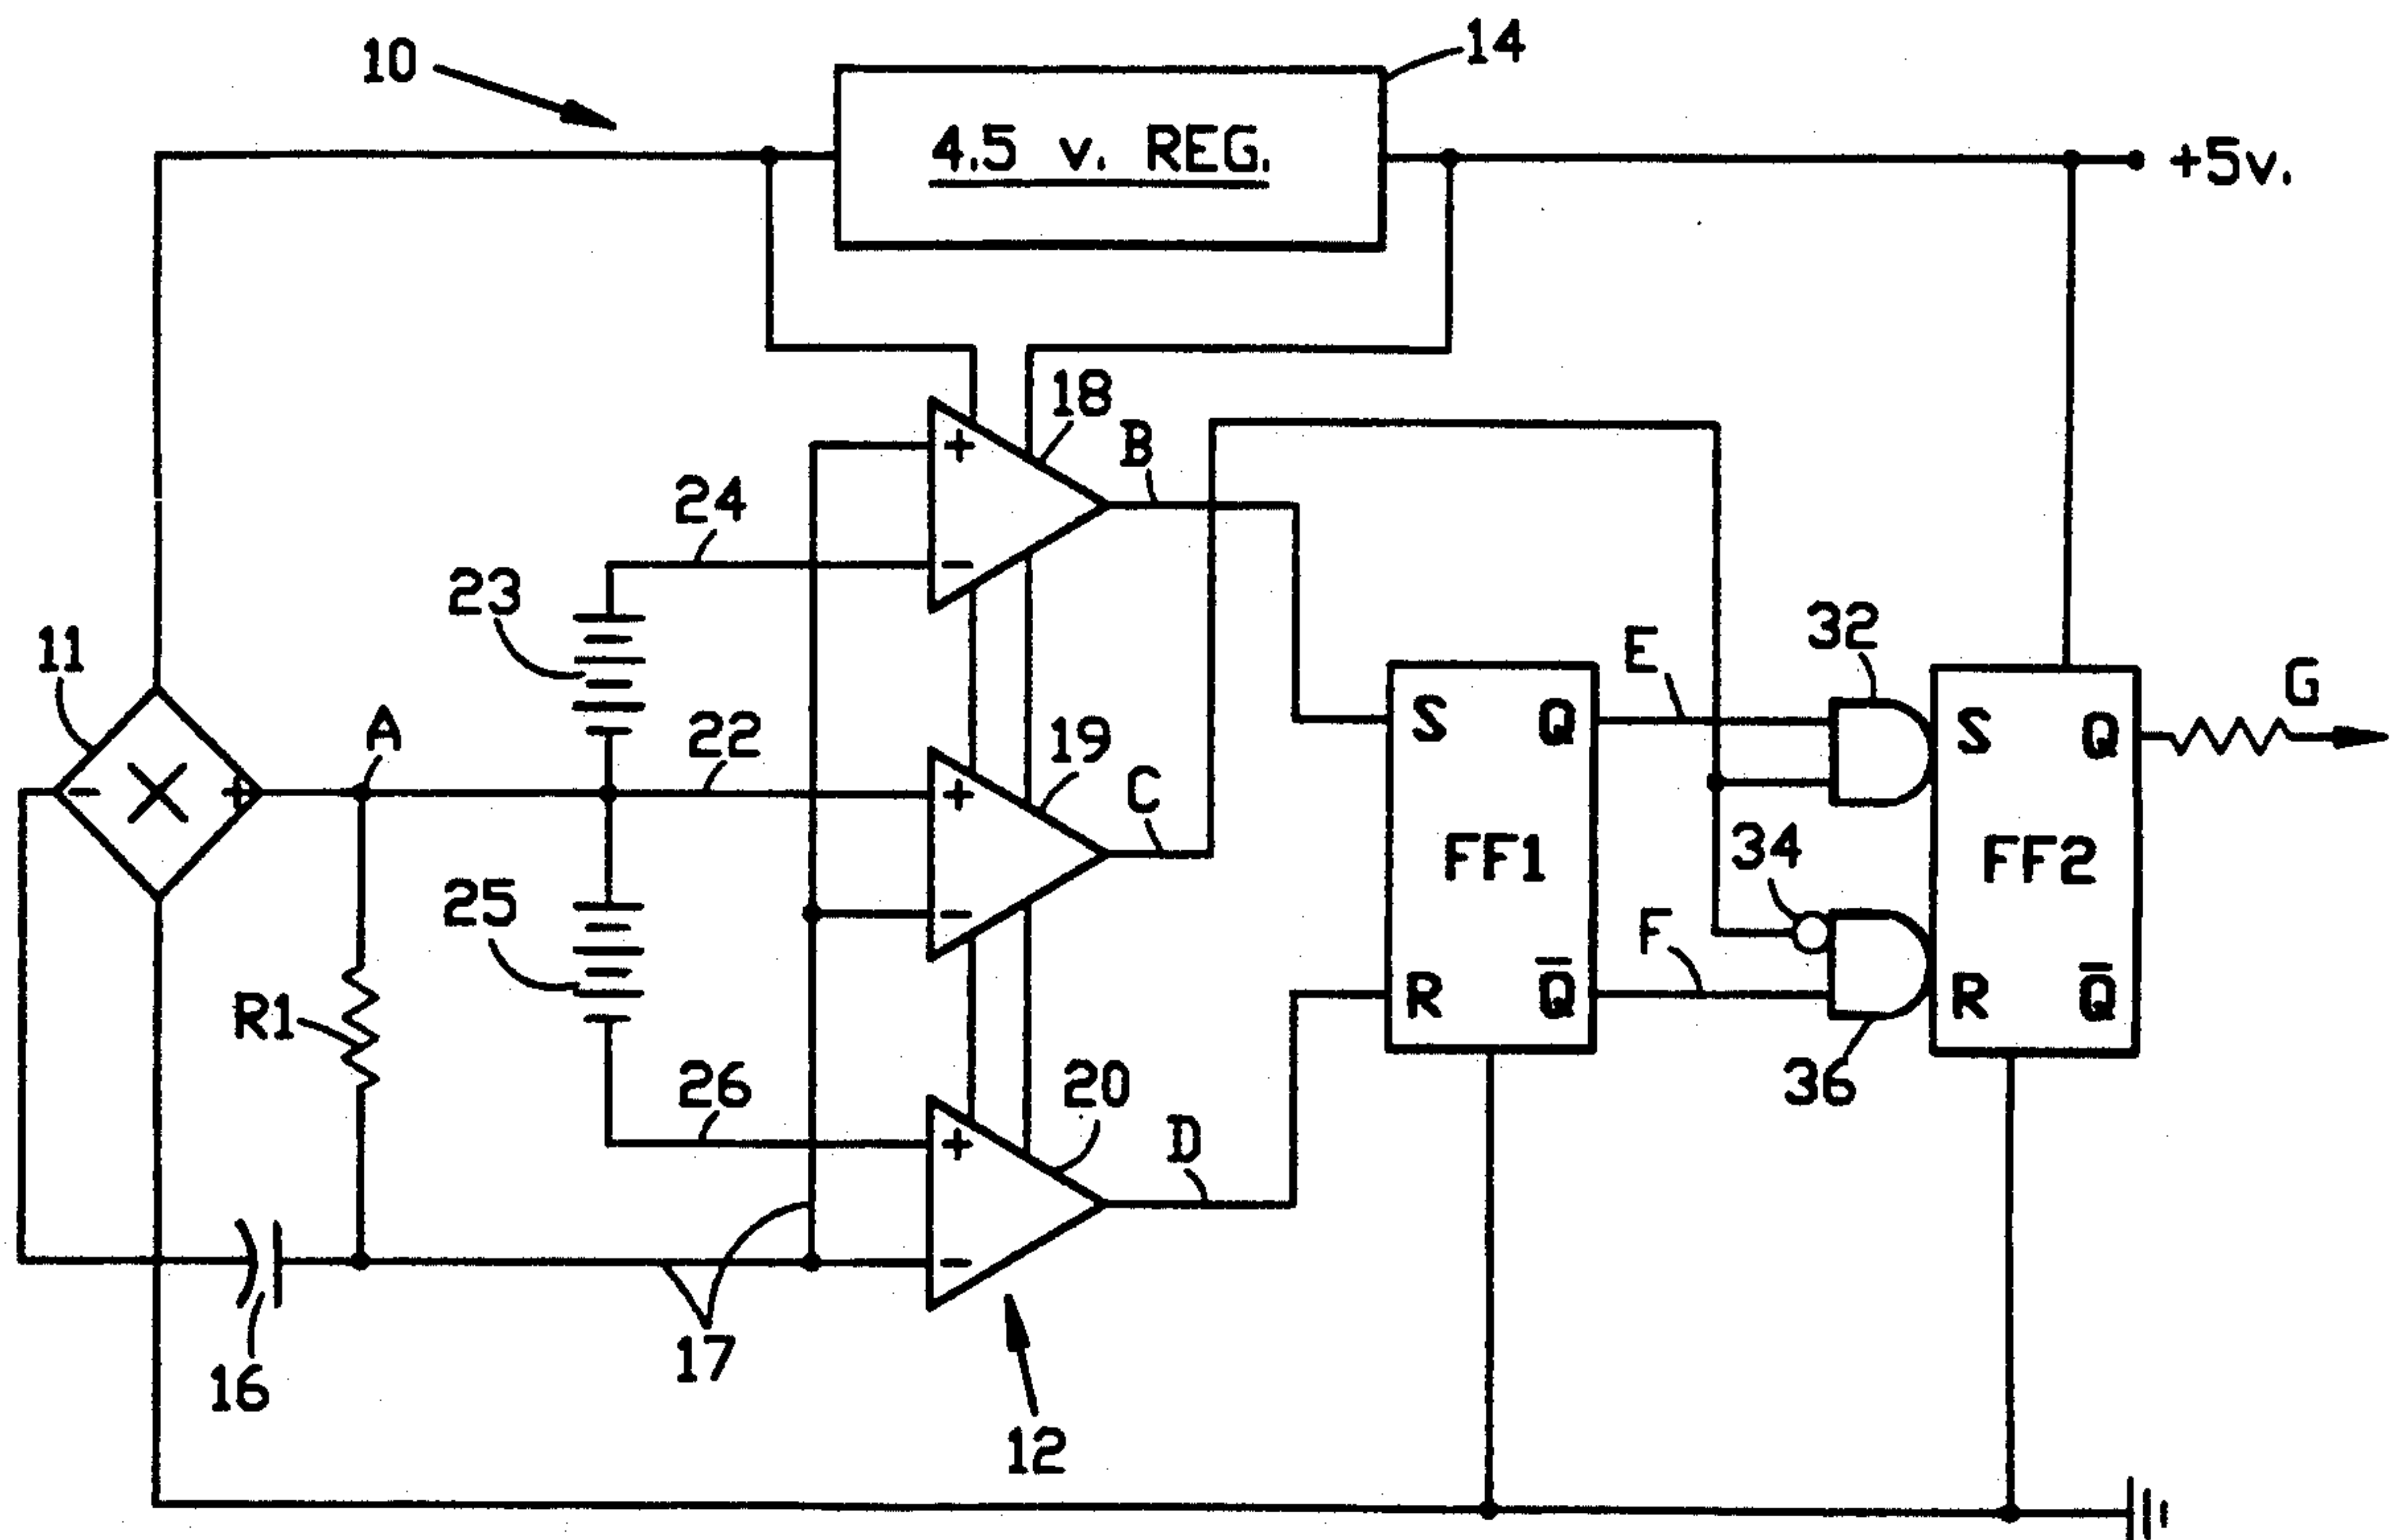 10
14
4.5 v. REG.
+5v.
18
B
24
23
32
11
E
G
A
22
19
S
Q
S
Q
C
34
FF1
FF2
25
F
R1
R
Q̅
R
Q̅
26
20
36
D
17
16
12
+
−
−
+
+
−
+
−